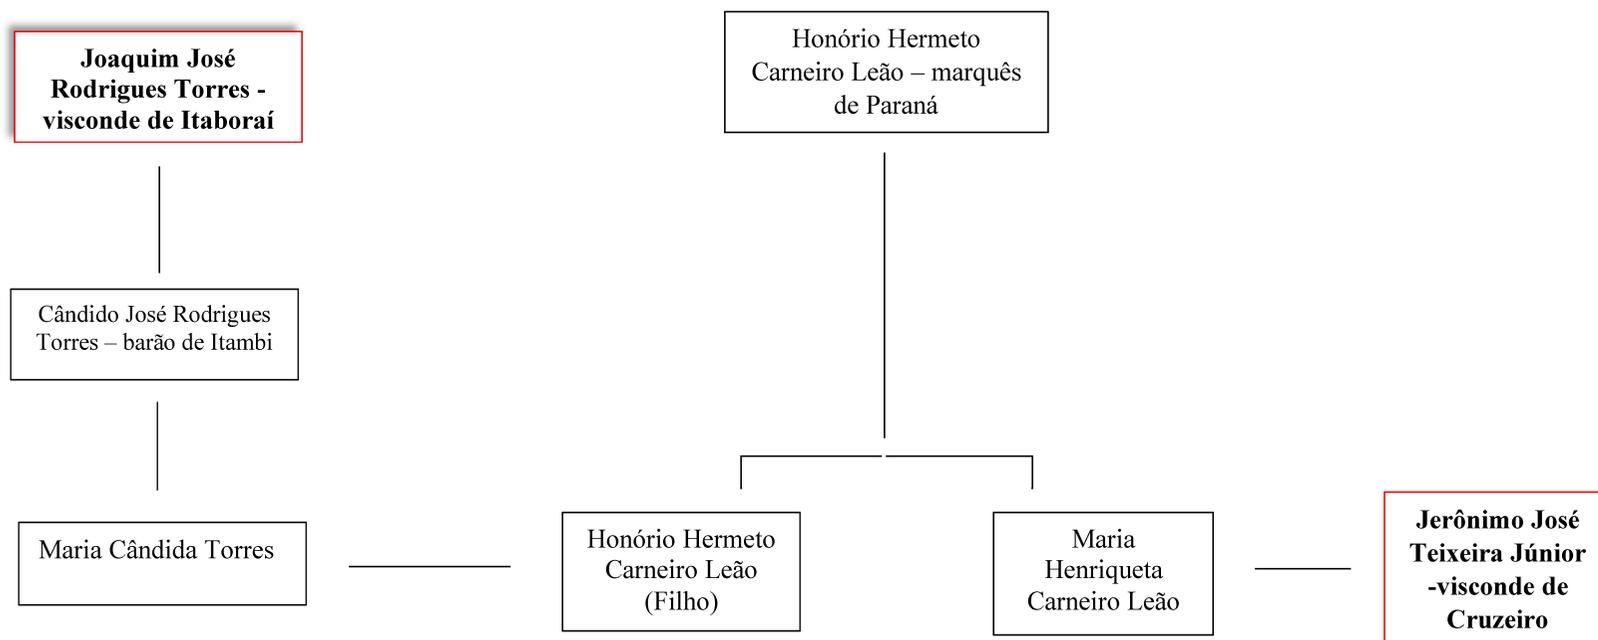 Joaquim José
Rodrigues Torres -
visconde de Itaboraí
Honório Hermeto
Carneiro Leão – marquês
de Paraná
Cândido José Rodrigues
Torres – barão de Itambi
Maria Cândida Torres
Honório Hermeto
Carneiro Leão
(Filho)
Maria
Henriqueta
Carneiro Leão
Jerônimo José
Teixeira Júnior
-visconde de
Cruzeiro